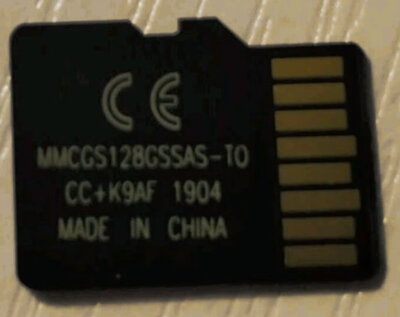 CE
MMCGS128GSSAS-TO
CC+K9AF 1904
MADE IN CHINA